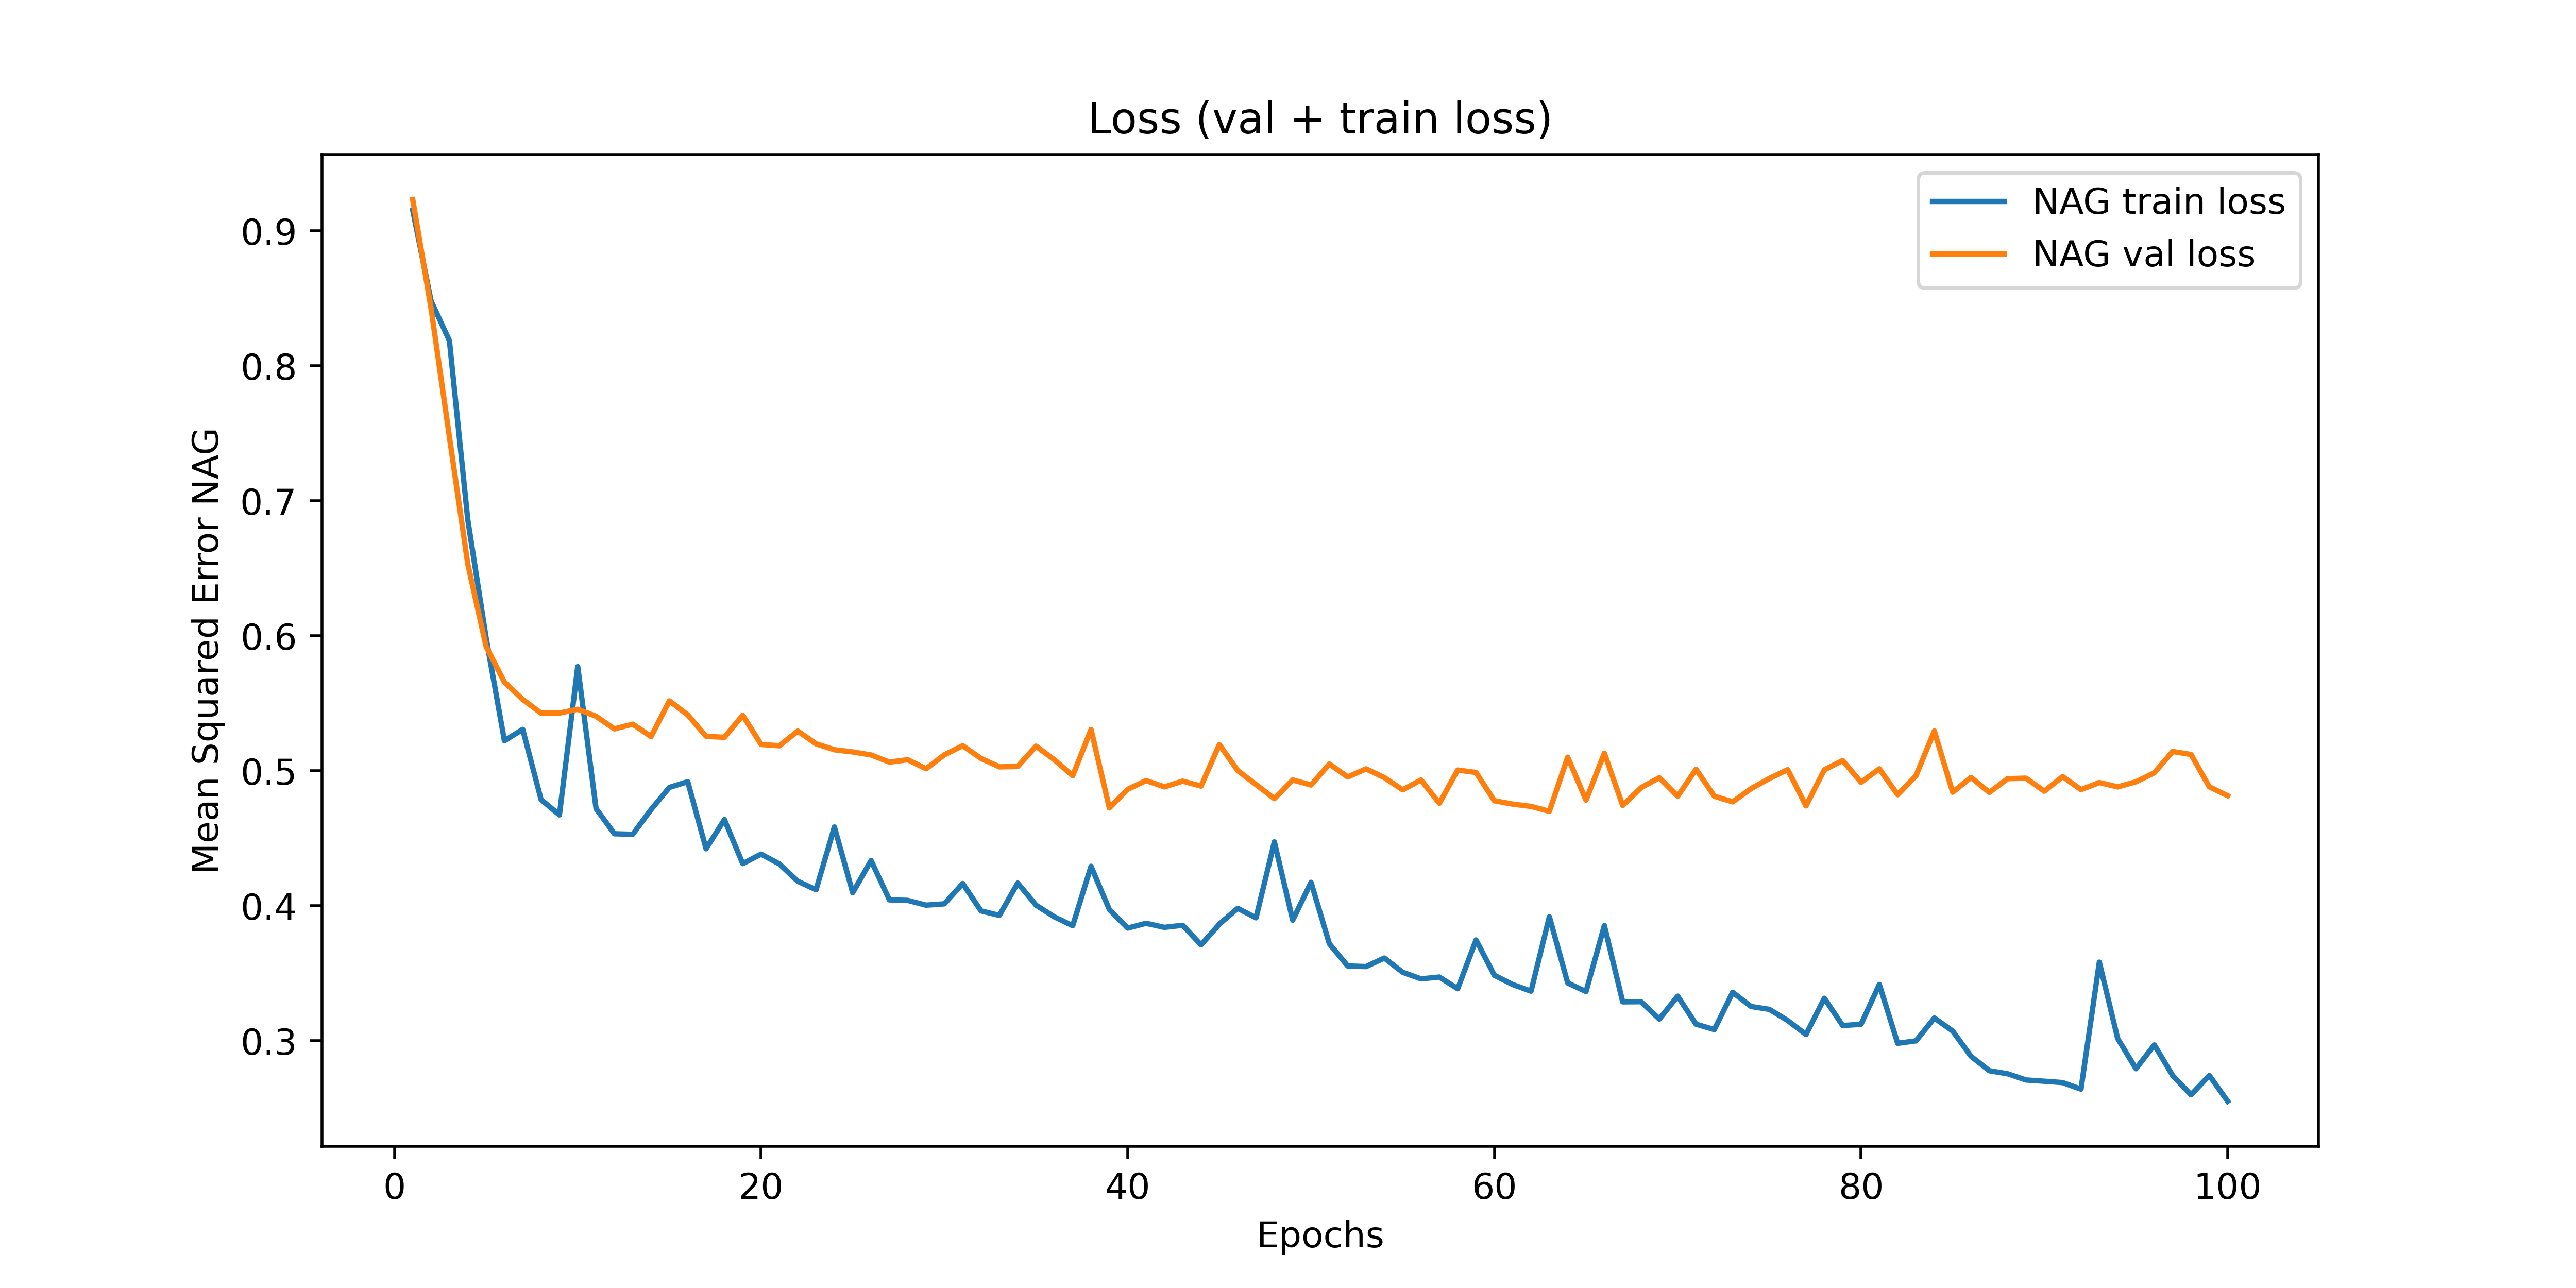 Loss (val + train loss)
NAG train loss
NAG val loss
Mean Squared Error NAG
0.9
0.8
0.7
0.6
0.5
0.4
0.3
0 20 40 60 80 100
Epochs